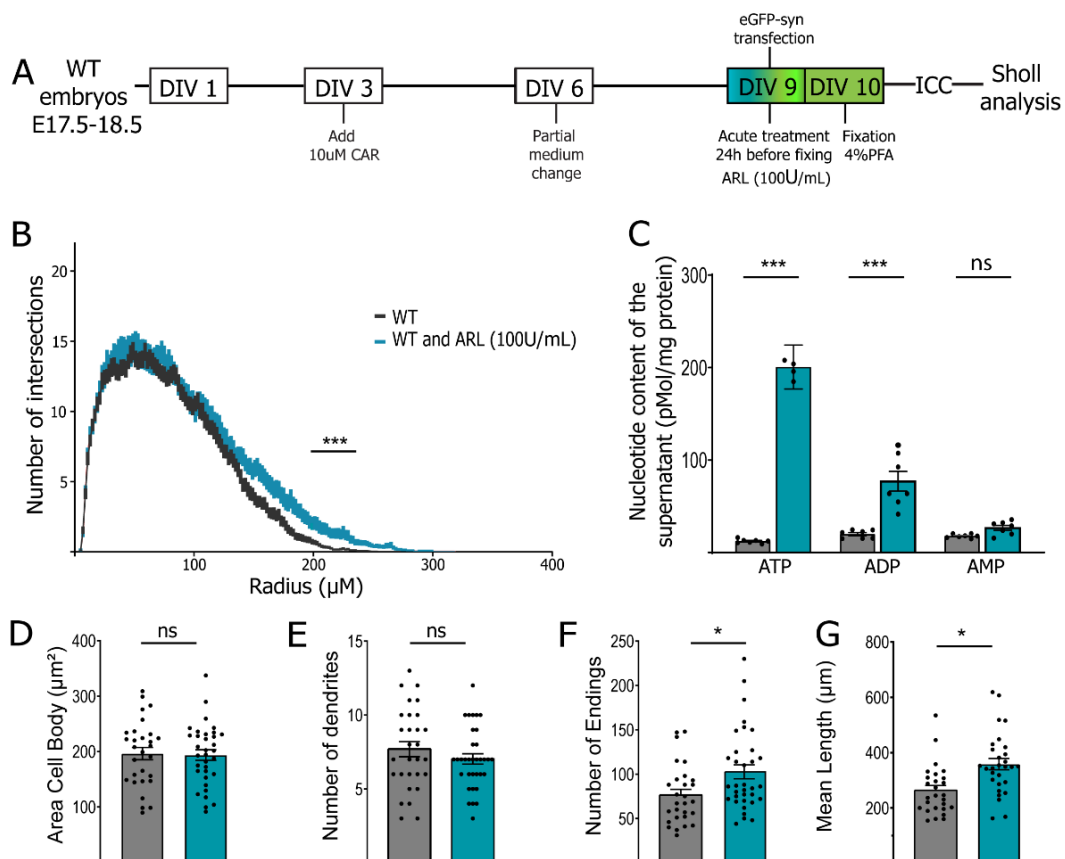 A
WT
embryos
E17.5-18.5
DIV 1
DIV 3
Add
10uM CAR
DIV 6
Partial
medium
change
eGFP-syn
transfection
DIV 9
DIV 10
Acute treatment
24h before fixing
ARL (100U/mL)
Fixation
4%PFA
ICC
Sholl
analysis
B
Number of intersections
20
15
10
5
***
WT
WT and ARL (100U/mL)
100
200
300
400
Radius (µM)
C
Nucleotide content of the
supernatant (pMol/mg protein)
300
200
100
***
***
ns
ATP
ADP
AMP
D
Area Cell Body (µm²)
400
300
200
100
ns
E
Number of dendrites
15
10
5
ns
F
Number of Endings
250
200
150
100
50
*
G
Mean Length (µm)
800
600
400
200
*